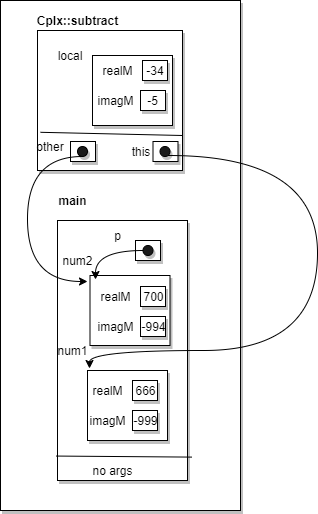 Cplx::subtract
local
realM -34
imagM -5
other this
main
p
num2
realM 700
imagM -994
num1
realM 666
imagM -999
no args